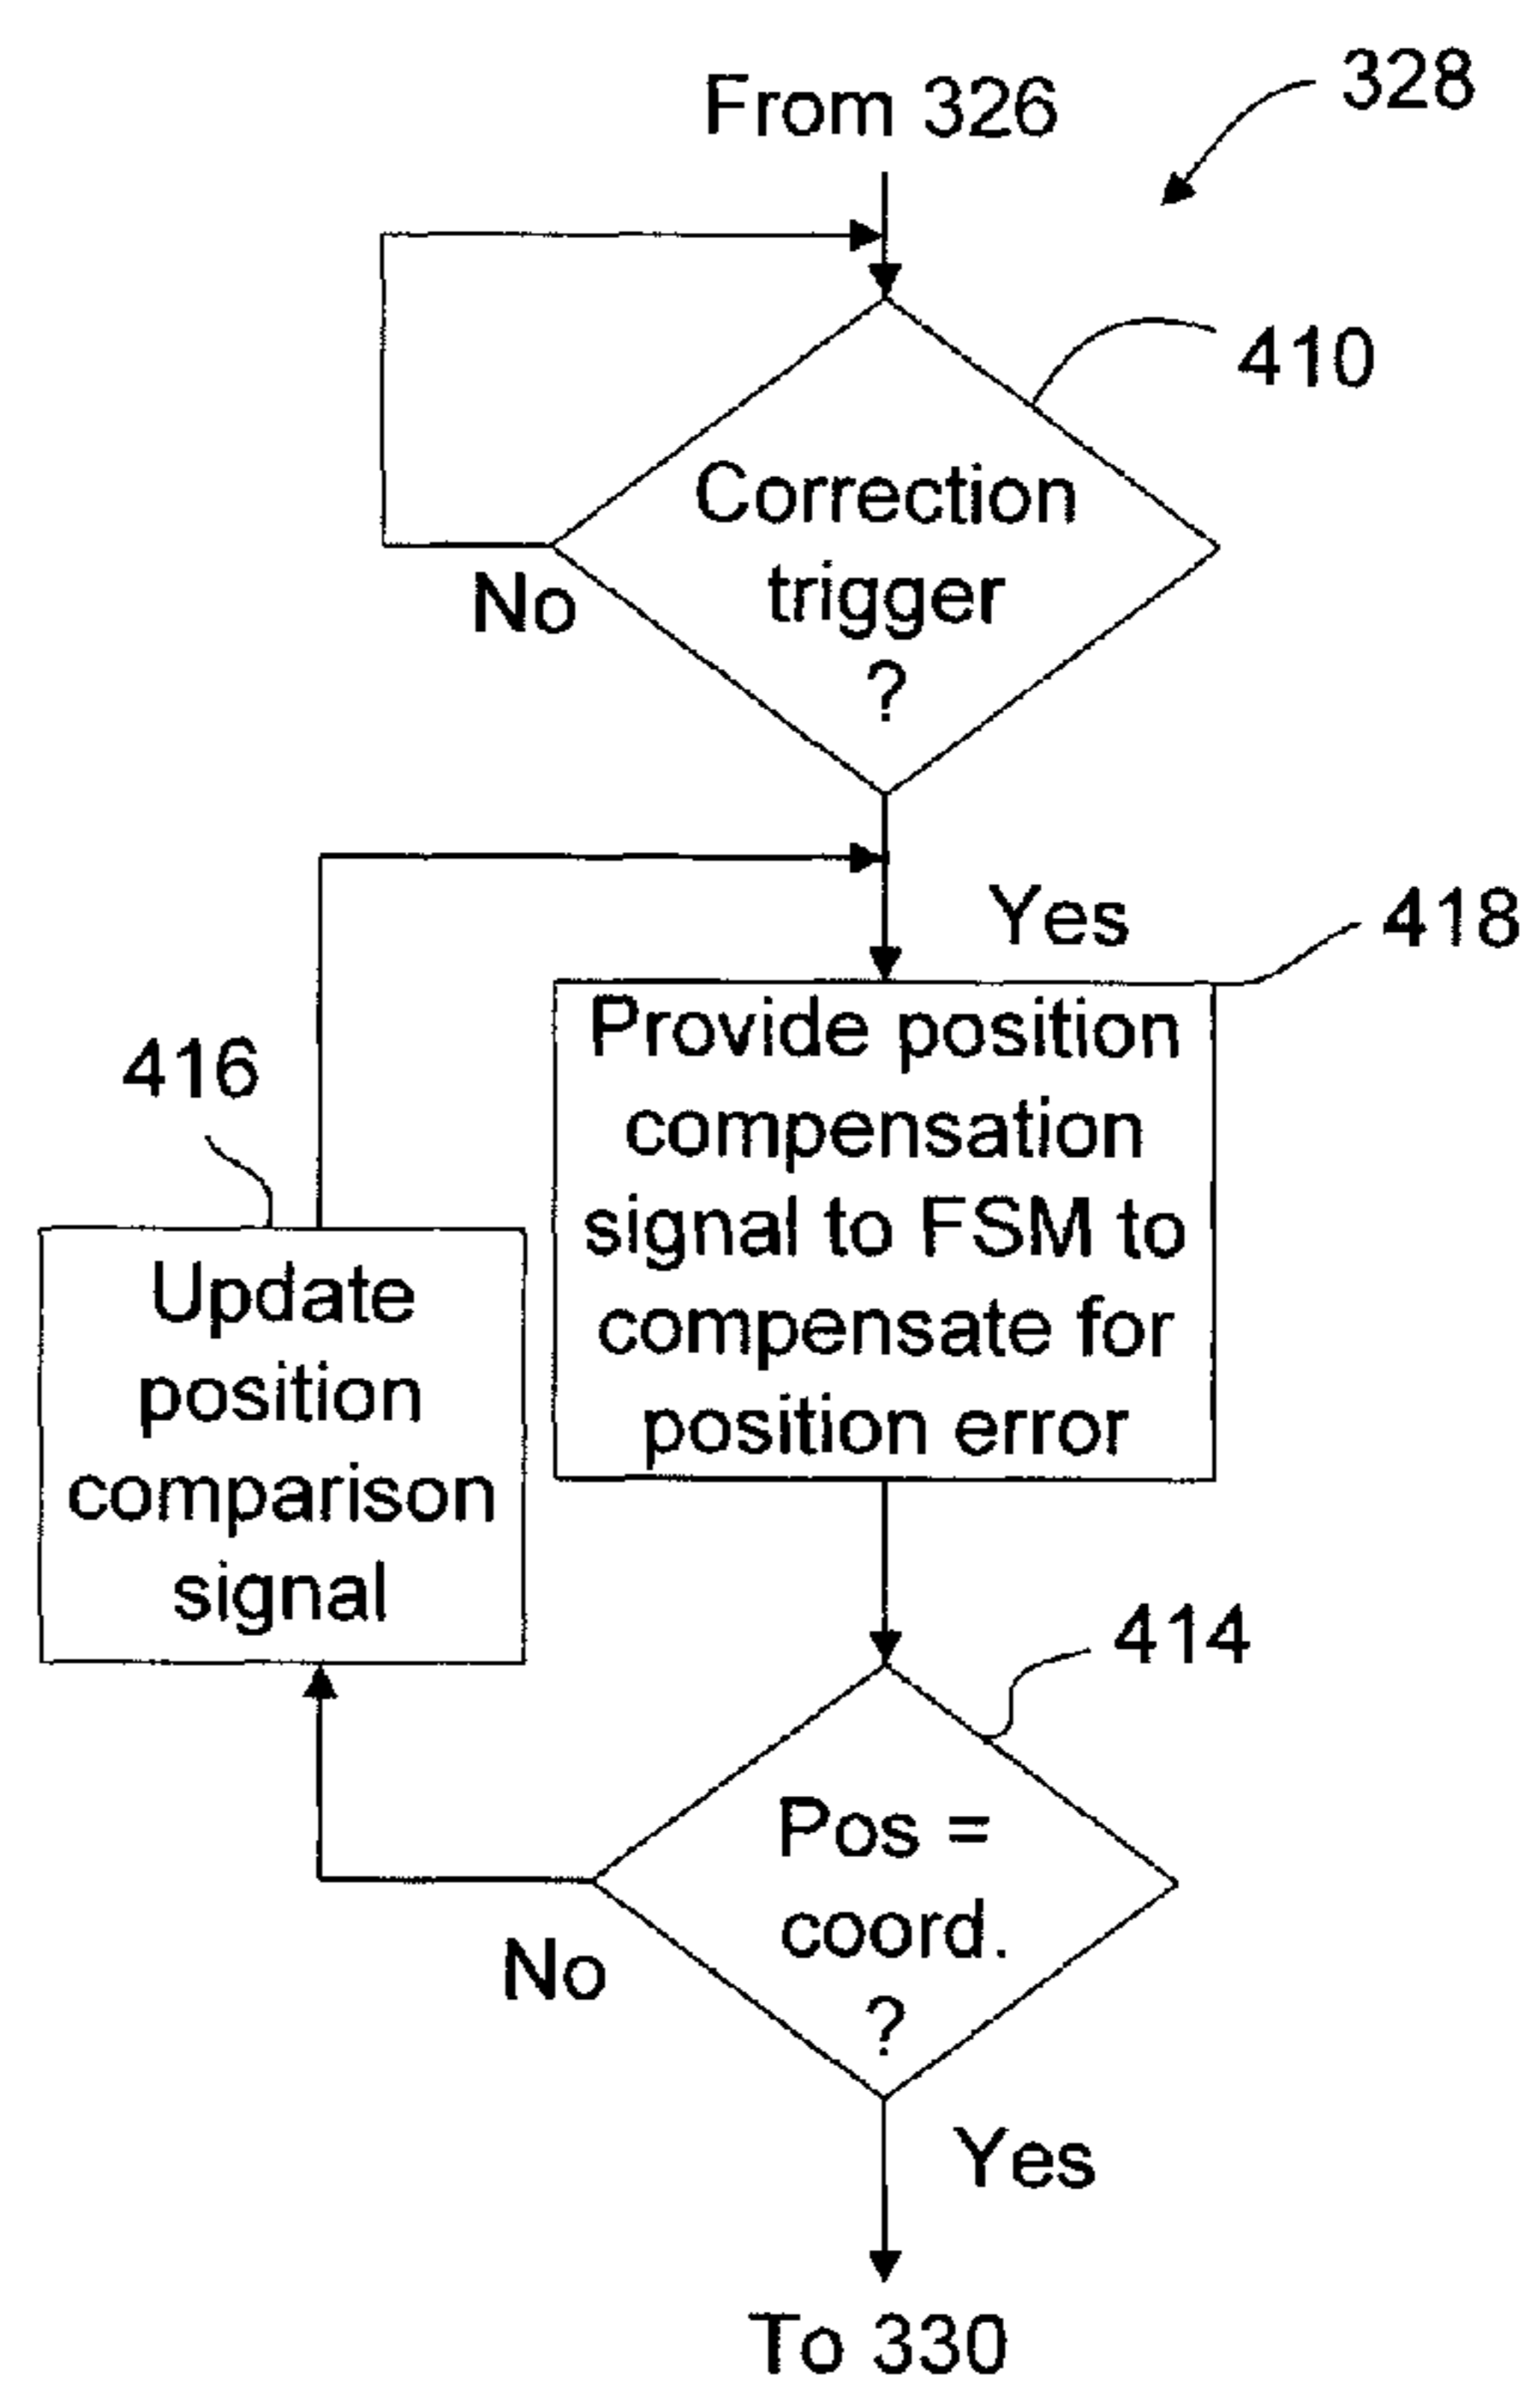 From 326
328
410
Correction
trigger
?
No
Yes
418
Provide position
compensation
signal to FSM to
compensate for
position error
416
Update
position
comparison
signal
414
Pos =
coord.
?
No
Yes
To 330